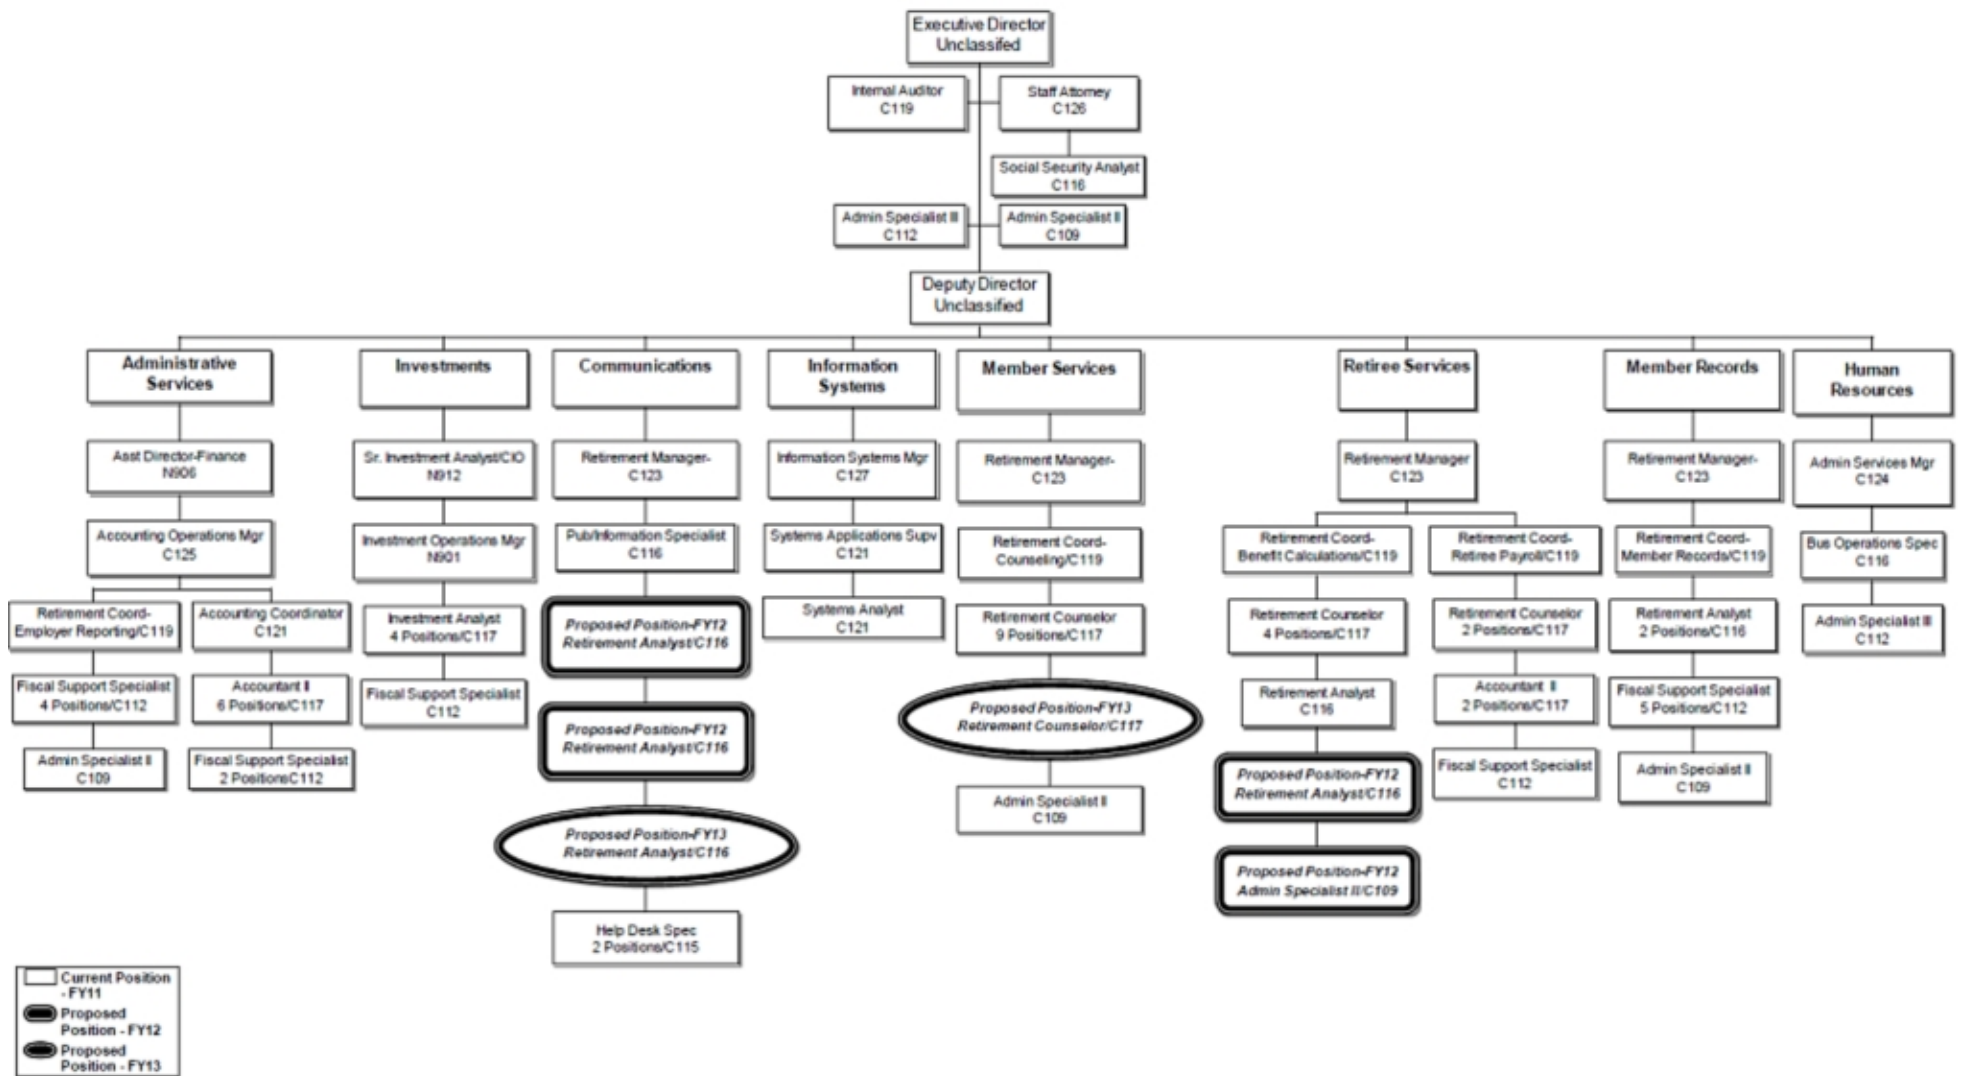 Executive Director
Unclassifed
Internal Auditor
C119
Staff Attorney
C126
Social Security Analyst
C116
Admin Specialist III
C112
Admin Specialist II
C109
Deputy Director
Unclassified
Administrative
Services
Investments
Communications
Information
Systems
Member Services
Retiree Services
Member Records
Human
Resources
Asst Director-Finance
N906
Sr. Investment Analyst/CIO
N912
Retirement Manager-
C123
Information Systems Mgr
C127
Retirement Manager-
C123
Retirement Manager
C123
Retirement Manager-
C123
Admin Services Mgr
C124
Accounting Operations Mgr
C125
Investment Operations Mgr
N901
Pub/Information Specialist
C116
Systems Applications Supv
C121
Retirement Coord-
Counseling/C119
Retirement Coord-
Benefit Calculations/C119
Retirement Coord-
Retiree Payroll/C119
Retirement Coord-
Member Records/C119
Bus Operations Spec
C116
Retirement Coord-
Employer Reporting/C119
Accounting Coordinator
C121
Investment Analyst
4 Positions/C117
Proposed Position-FY12
Retirement Analyst/C116
Systems Analyst
C121
Retirement Counselor
9 Positions/C117
Retirement Counselor
4 Positions/C117
Retirement Counselor
2 Positions/C117
Retirement Analyst
2 Positions/C116
Admin Specialist III
C112
Fiscal Support Specialist
4 Positions/C112
Accountant II
6 Positions/C117
Fiscal Support Specialist
C112
Proposed Position-FY12
Retirement Analyst/C116
Proposed Position-FY13
Retirement Counselor/C117
Retirement Analyst
C116
Accountant II
2 Positions/C117
Fiscal Support Specialist
5 Positions/C112
Admin Specialist II
C109
Fiscal Support Specialist
2 PositionsC112
Proposed Position-FY13
Retirement Analyst/C116
Admin Specialist II
C109
Proposed Position-FY12
Retirement Analyst/C116
Fiscal Support Specialist
C112
Admin Specialist II
C109
Proposed Position-FY12
Admin Specialist II/C109
Help Desk Spec
2 Positions/C115
Current Position
- FY11
Proposed
Position - FY12
Proposed
Position - FY13